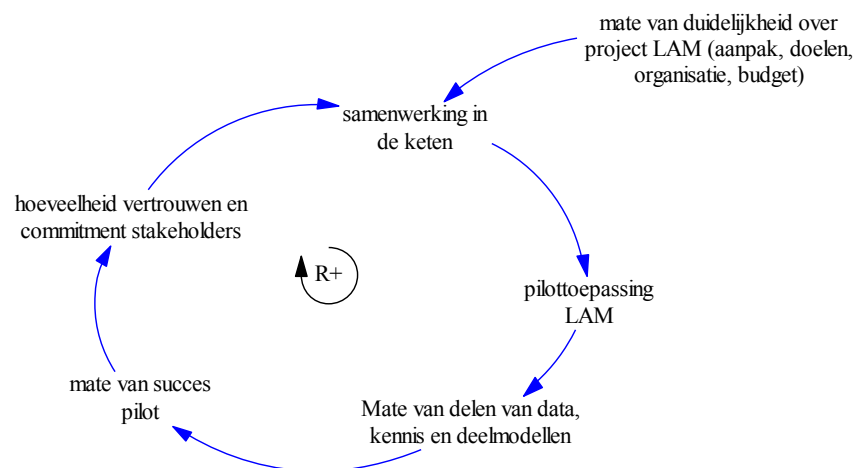 mate van duidelijkheid over
project LAM (aanpak, doelen,
organisatie, budget)
samenwerking in
de keten
hoeveelheid vertrouwen en
commitment stakeholders
R+
pilottoepassing
LAM
mate van succes
pilot
Mate van delen van data,
kennis en deelmodellen